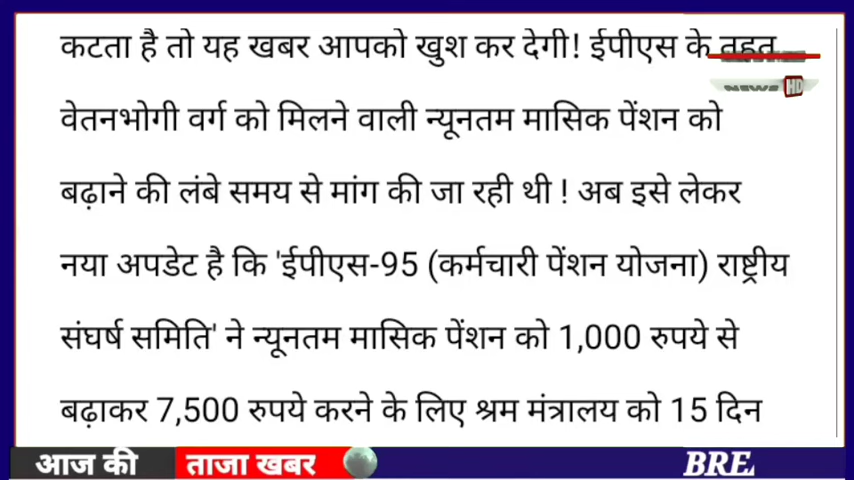 कटता है तो यह खबर आपको खुश कर देगी! ईपीएस के तहत
NEWS HD
वेतनभोगी वर्ग को मिलने वाली न्यूनतम मासिक पेंशन को
बढ़ाने की लंबे समय से मांग की जा रही थी ! अब इसे लेकर
नया अपडेट है कि 'ईपीएस-95 (कर्मचारी पेंशन योजना) राष्ट्रीय
संघर्ष समिति' ने न्यूनतम मासिक पेंशन को 1,000 रुपये से
बढ़ाकर 7,500 रुपये करने के लिए श्रम मंत्रालय को 15 दिन
आज की ताजा खबर BRE